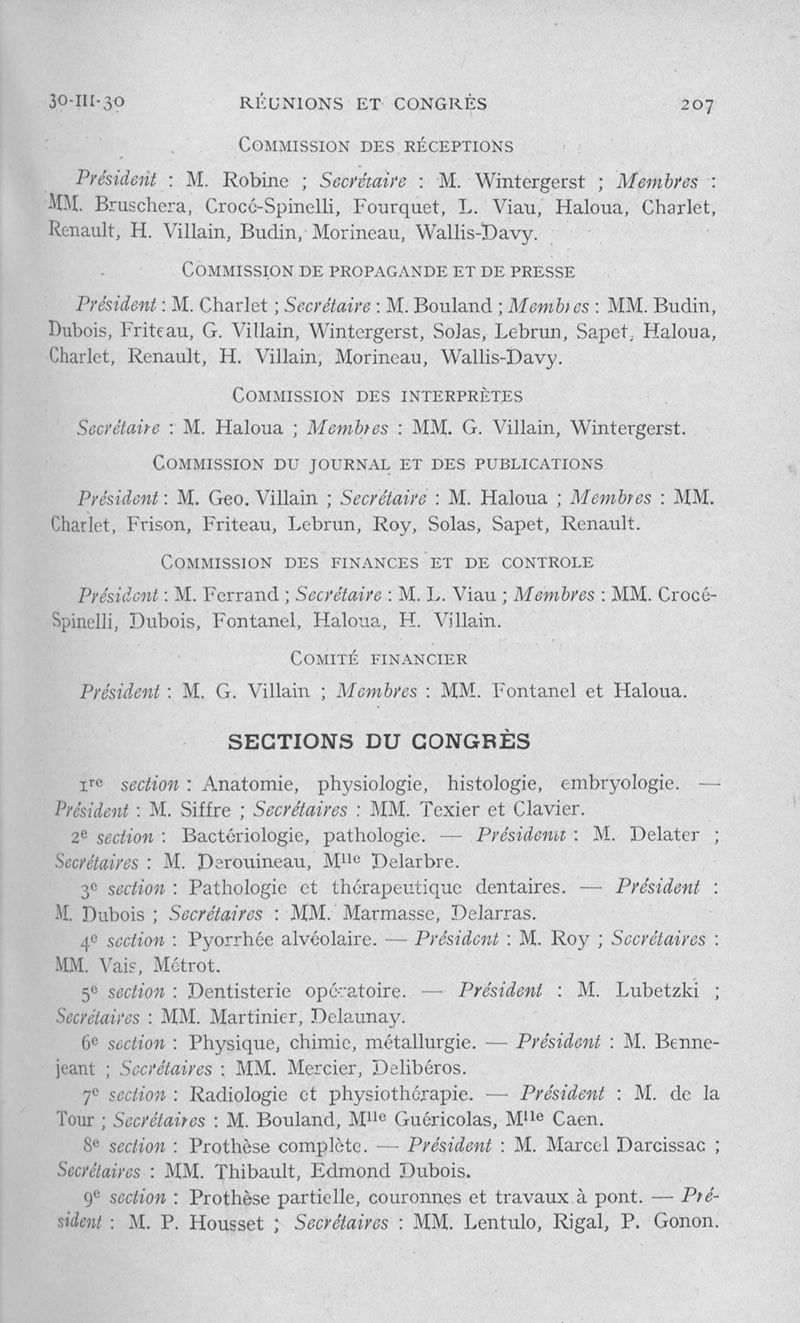 30-III-30 RÉUNIONS ET CONGRÈS 207
COMMISSION DES RÉCEPTIONS
Président : M. Robine ; Secrétaire : M. Wintergerst ; Membres :
MM. Bruschera, Crocé-Spinelli, Fourquet, L. Viau, Haloua, Charlet,
Renault, H. Villain, Budin, Morineau, Wallis-Davy.
COMMISSION DE PROPAGANDE ET DE PRESSE
Président : M. Charlet ; Secrétaire : M. Bouland ; Membres : MM. Budin,
Dubois, Friteau, G. Villain, Wintergerst, Solas, Lebrun, Sapet, Haloua,
Charlet, Renault, H. Villain, Morineau, Wallis-Davy.
COMMISSION DES INTERPRÈTES
Secrétaire : M. Haloua ; Membres : MM. G. Villain, Wintergerst.
COMMISSION DU JOURNAL ET DES PUBLICATIONS
Président : M. Geo. Villain ; Secrétaire : M. Haloua ; Membres : MM.
Charlet, Frison, Friteau, Lebrun, Roy, Solas, Sapet, Renault.
COMMISSION DES FINANCES ET DE CONTROLE
Président : M. Ferrand ; Secrétaire : M. L. Viau ; Membres : MM. Crocé-
Spinelli, Dubois, Fontanel, Haloua, H. Villain.
COMITÉ FINANCIER
Président : M. G. Villain ; Membres : MM. Fontanel et Haloua.
SECTIONS DU CONGRÈS
1re section : Anatomie, physiologie, histologie, embryologie. —
Président : M. Siffre ; Secrétaires : MM. Texier et Clavier.
2e section : Bactériologie, pathologie. — Président : M. Delater ;
Secrétaires : M. Derouineau, Mlle Delarbre.
3e section : Pathologie et thérapeutique dentaires. — Président :
M. Dubois ; Secrétaires : MM. Marmasse, Delarras.
4e section : Pyorrhée alvéolaire. — Président : M. Roy ; Secrétaires :
MM. Vais, Métrot.
5e section : Dentisterie opératoire. — Président : M. Lubetzki ;
Secrétaires : MM. Martinier, Delaunay.
6e section : Physique, chimie, métallurgie. — Président : M. Benne-
jeant ; Secrétaires : MM. Mercier, Delibéros.
7e section : Radiologie et physiothérapie. — Président : M. de la
Tour ; Secrétaires : M. Bouland, Mlle Guéricolas, Mlle Caen.
8e section : Prothèse complète. — Président : M. Marcel Darcissac ;
Secrétaires : MM. Thibault, Edmond Dubois.
9e section : Prothèse partielle, couronnes et travaux à pont. — Pré-
sident : M. P. Housset ; Secrétaires : MM. Lentulo, Rigal, P. Gonon.